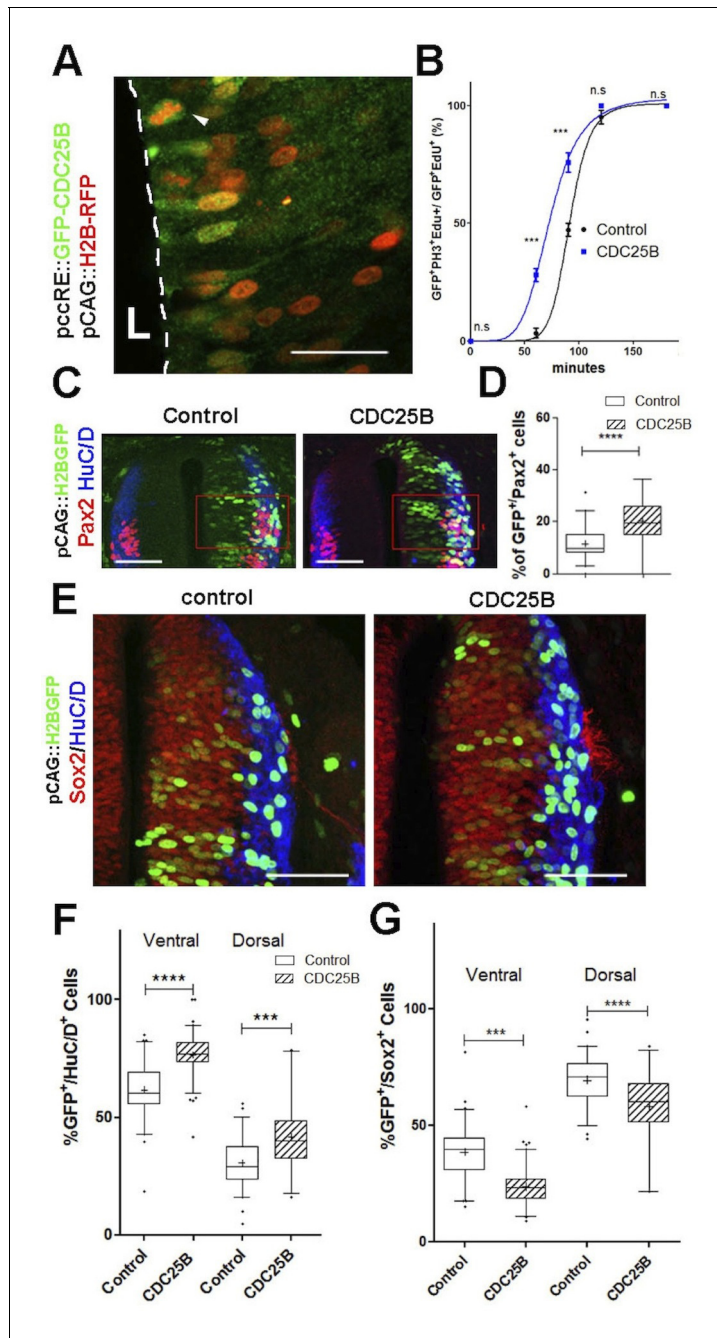 A
pccRE::GFP-CDC25B
pCAG::H2B-RFP
L
B
GFP+PH3+Edu+/ GFP+EdU+ (%)
100
50
0
n.s
***
***
n.s
n.s
Control
CDC25B
0
50
100
150
minutes
C
Control
CDC25B
pCAG::H2BGFP
Pax2 HuC/D
D
Control
CDC25B
****
%of GFP+/Pax2+ cells
60
40
20
0
E
control
CDC25B
pCAG::H2BGFP
Sox2/HuC/D
F
Ventral
Dorsal
Control
CDC25B
****
***
%GFP+/HuC/D+ Cells
100
50
0
Control
CDC25B
Control
CDC25B
G
Ventral
Dorsal
***
****
%GFP+/Sox2+ Cells
100
50
0
Control
CDC25B
Control
CDC25B